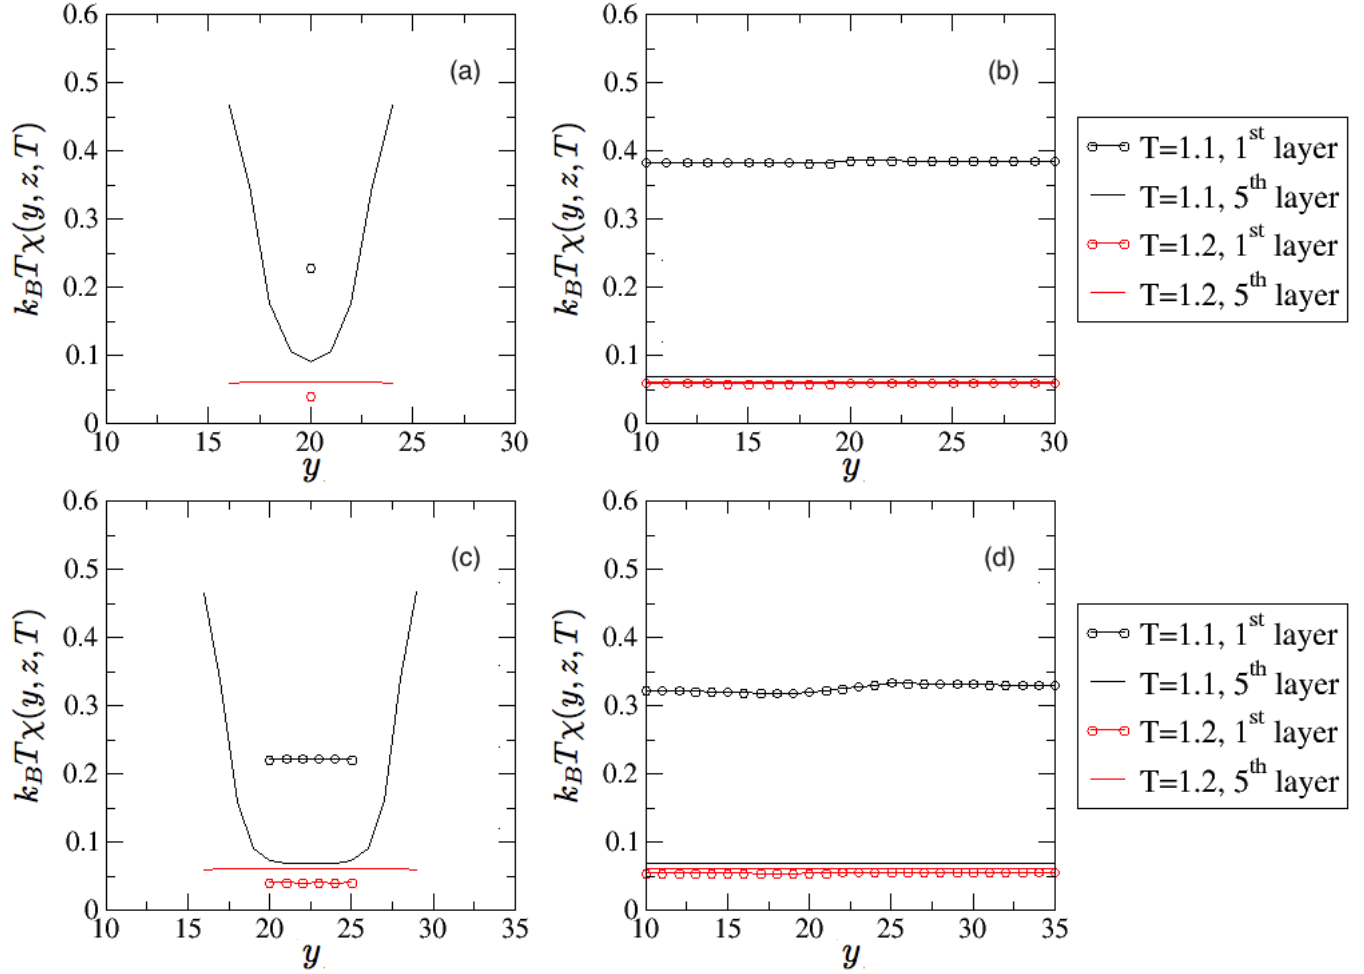 0.6
0.5
0.4
0.3
0.2
0.1
0
k_BTχ(y, z, T)
(a)
10 15 20 25 30
y
0.6
0.5
0.4
0.3
0.2
0.1
0
k_BTχ(y, z, T)
(b)
10 15 20 25 30
y
T=1.1, 1st layer
T=1.1, 5th layer
T=1.2, 1st layer
T=1.2, 5th layer
0.6
0.5
0.4
0.3
0.2
0.1
0
k_BTχ(y, z, T)
(c)
10 15 20 25 30 35
y
0.6
0.5
0.4
0.3
0.2
0.1
0
k_BTχ(y, z, T)
(d)
10 15 20 25 30 35
y
T=1.1, 1st layer
T=1.1, 5th layer
T=1.2, 1st layer
T=1.2, 5th layer